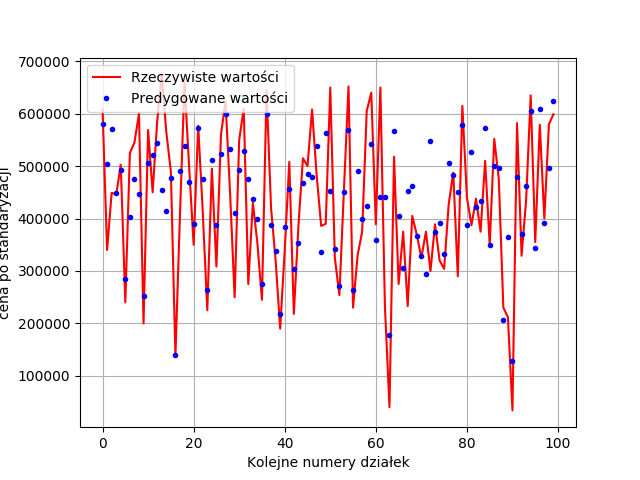 700000
600000
500000
400000
300000
200000
100000
cena po standaryzacji
Rzeczywiste wartości
Predygowane wartości
0 20 40 60 80 100
Kolejne numery działek